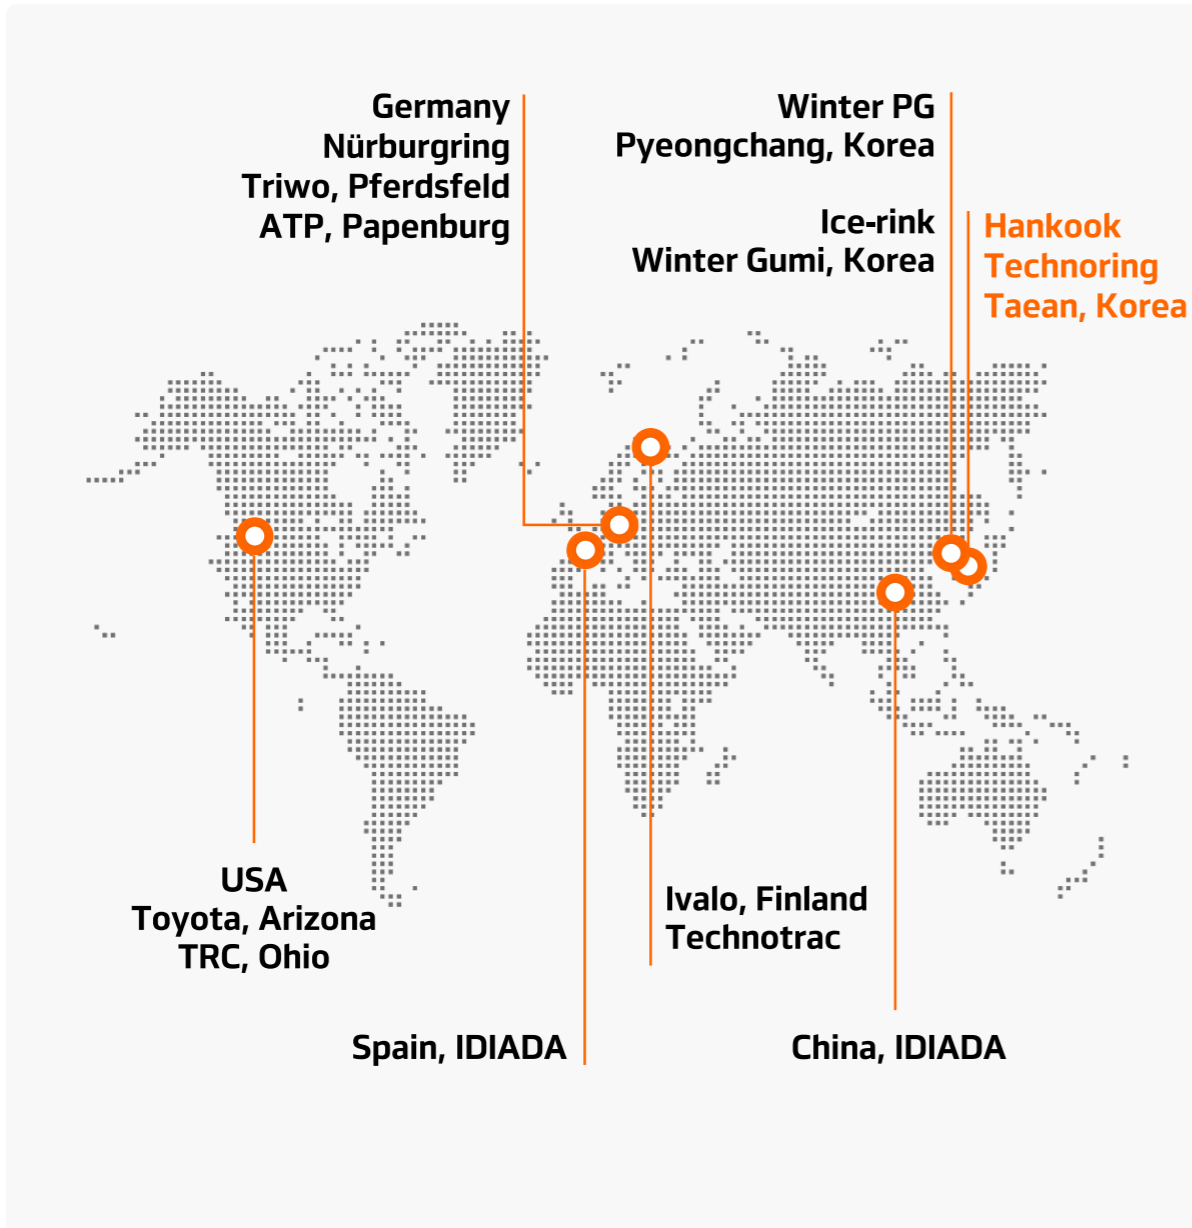 Germany
Nürburgring
Triwo, Pferdsfeld
ATP, Papenburg
Winter PG
Pyeongchang, Korea
Ice-rink
Winter Gumi, Korea
Hankook
Technoring
Taean, Korea
USA
Toyota, Arizona
TRC, Ohio
Ivalo, Finland
Technotrac
Spain, IDIADA
China, IDIADA